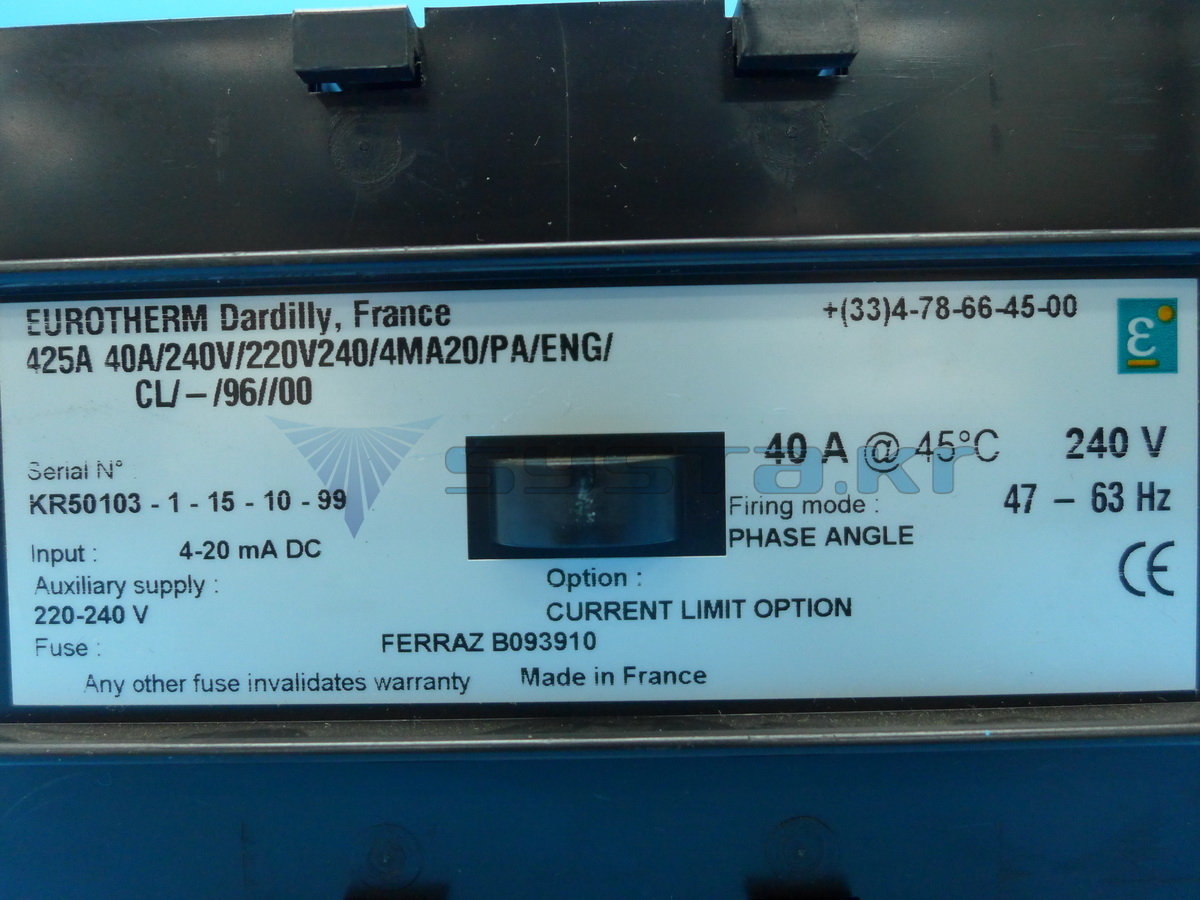 EUROTHERM Dardilly, France
+(33)4-78-66-45-00
425A 40A/240V/220V240/4MA20/PA/ENG/
CL/ – /96//00
ε
systa.kr
40 A @ 45°C 240 V
Serial N°
KR50103 - 1 - 15 - 10 - 99
Firing mode :
47 – 63 Hz
PHASE ANGLE
Input : 4-20 mA DC
CE
Auxiliary supply :
220-240 V
Option :
CURRENT LIMIT OPTION
Fuse : FERRAZ B093910
Any other fuse invalidates warranty
Made in France